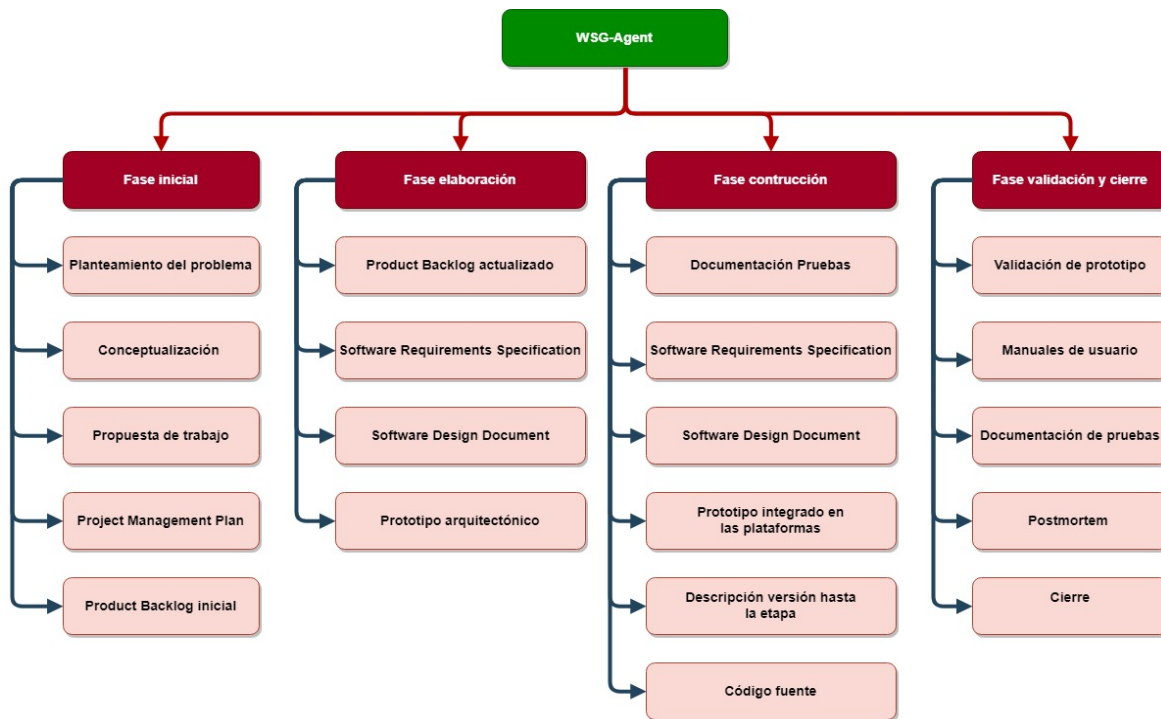 WSG-Agent
Fase inicial
Planteamiento del problema
Conceptualización
Propuesta de trabajo
Project Management Plan
Product Backlog inicial
Fase elaboración
Product Backlog actualizado
Software Requirements Specification
Software Design Document
Prototipo arquitectónico
Fase contrucción
Documentación Pruebas
Software Requirements Specification
Software Design Document
Prototipo integrado en
las plataformas
Descripción versión hasta
la etapa
Código fuente
Fase validación y cierre
Validación de prototipo
Manuales de usuario
Documentación de pruebas
Postmortem
Cierre